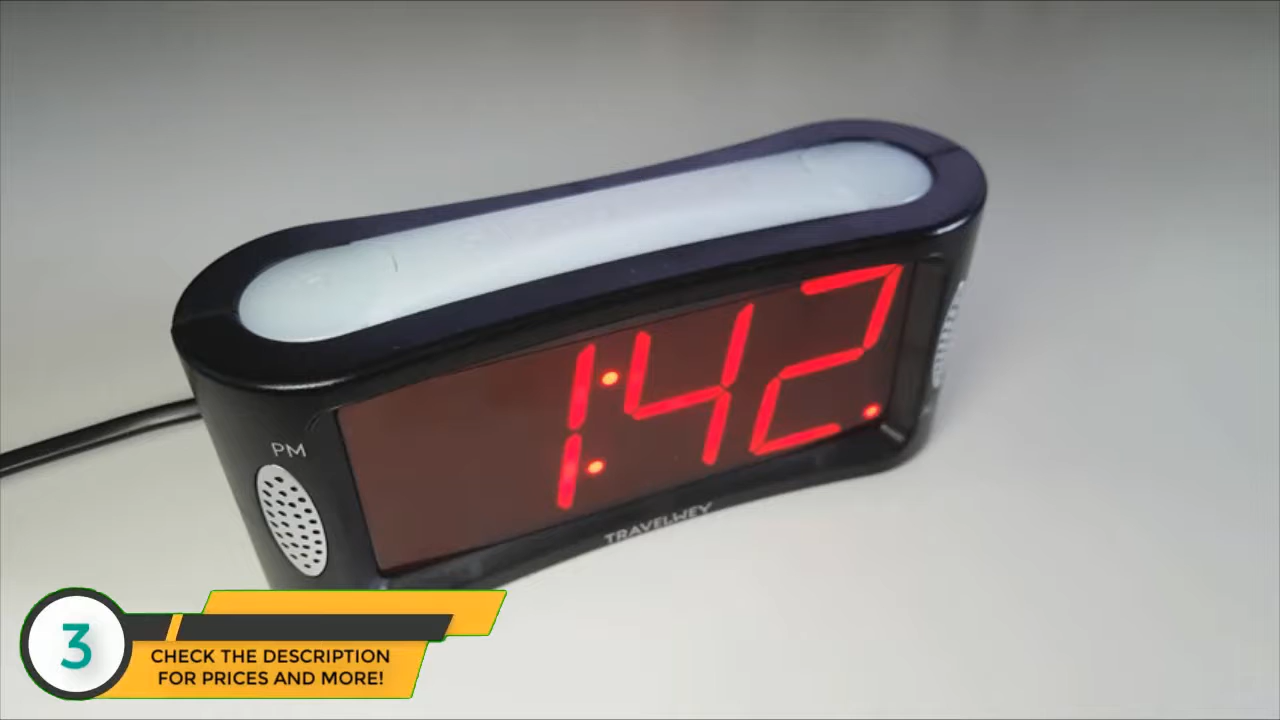 1:42
PM
TRAVELWEY
3
CHECK THE DESCRIPTION
FOR PRICES AND MORE!